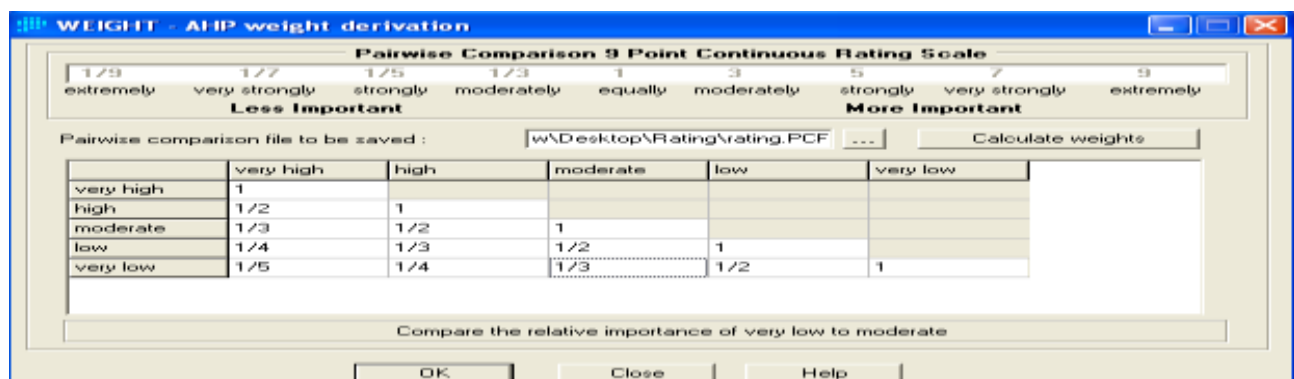 WEIGHT - AHP weight derivation
Pairwise Comparison 9 Point Continuous Rating Scale
1/9 1/7 1/5 1/3 1 3 5 7 9
extremely very strongly strongly moderately equally moderately strongly very strongly extremely
Less Important More Important
Pairwise comparison file to be saved : w\Desktop\Rating\rating.PCF ... Calculate weights
very high high moderate low very low
very high 1
high 1/2 1
moderate 1/3 1/2 1
low 1/4 1/3 1/2 1
very low 1/5 1/4 1/3 1/2 1
Compare the relative importance of very low to moderate
OK Close Help